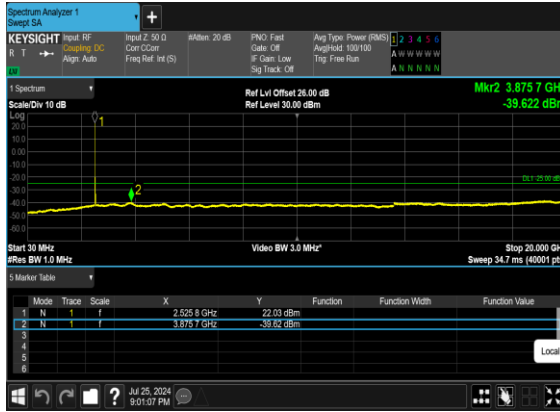 Spectrum Analyzer 1
Swept SA
+
KEYSIGHT Input: RF Input Z: 50 Ω #Atten: 20 dB PNO: Fast Avg Type: Power (RMS) 1 2 3 4 5 6
R T Coupling: DC Corr CCorr Gate: Off Avg|Hold: 100/100 A W W W W W
Align: Auto Freq Ref: Int (S) IF Gain: Low Trig: Free Run
Sig Track: Off A N N N N N
LU
1 Spectrum Ref Lvl Offset 26.00 dB Mkr2 3.875 7 GHz
Scale/Div 10 dB Ref Level 30.00 dBm -39.622 dBm
Log
20.0
10.0
0.00
-10.0
-20.0
-30.0
-40.0
-50.0
-60.0
1
2
DL1 -25.00 dB
Start 30 MHz Video BW 3.0 MHz* Stop 20.000 GH
#Res BW 1.0 MHz Sweep 34.7 ms (40001 pts
5 Marker Table
Mode Trace Scale X Y Function Function Width Function Value
1 N 1 f 2.525 8 GHz 22.03 dBm
2 N 1 f 3.875 7 GHz -39.62 dBm
3
4
5
6
Local
? Jul 25, 2024
9:01:07 PM